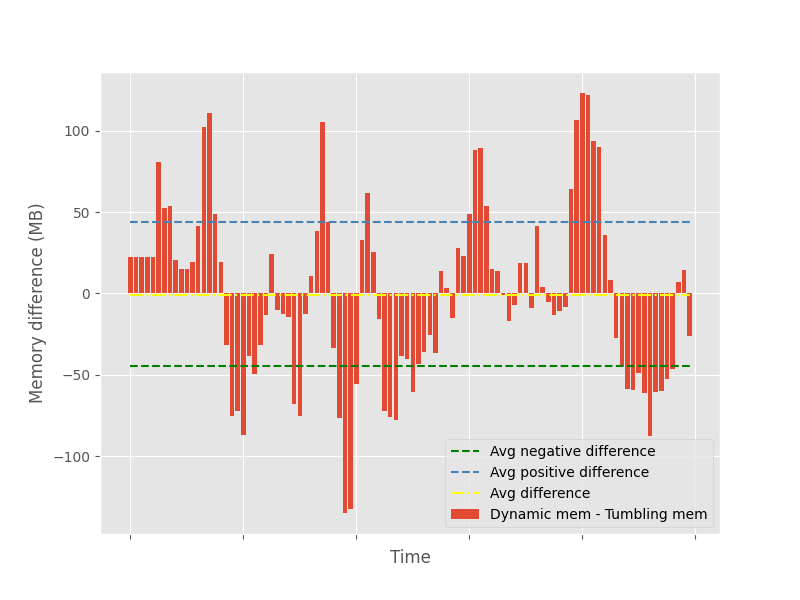 100
50
0
−50
−100
Memory difference (MB)
Avg negative difference
Avg positive difference
Avg difference
Dynamic mem - Tumbling mem
Time